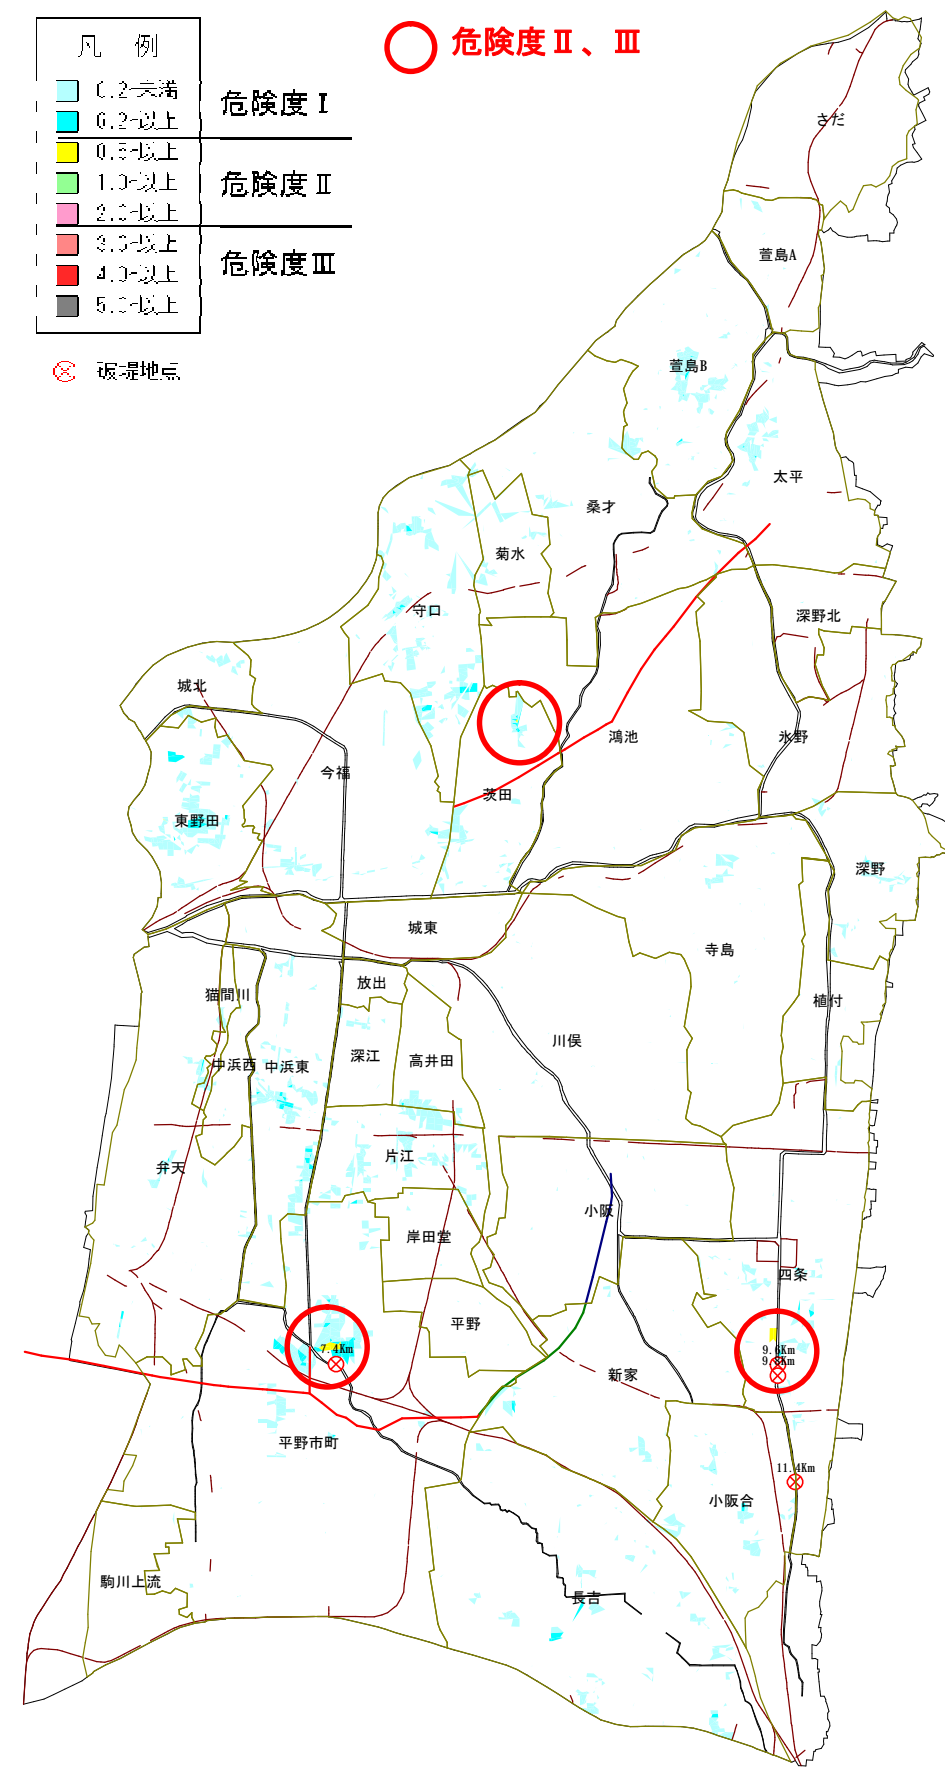 凡 例
0.2~未満
0.2~以上
0.5~以上
1.0~以上
2.0~以上
3.0~以上
4.0~以上
5.0~以上
危険度Ⅰ
危険度Ⅱ
危険度Ⅲ
破堤地点
危険度Ⅱ、Ⅲ
さだ
萱島A
萱島B
太平
桑才
菊水
守口
深野北
城北
鴻池
氷野
今福
茨田
東野田
深野
城東
寺島
放出
猫間川
植付
川俣
深江
高井田
中浜西
中浜東
片江
弁天
小阪
岸田堂
四条
平野
7.4Km
9.6Km
9.8Km
新家
平野市町
11.4Km
小阪合
駒川上流
長吉